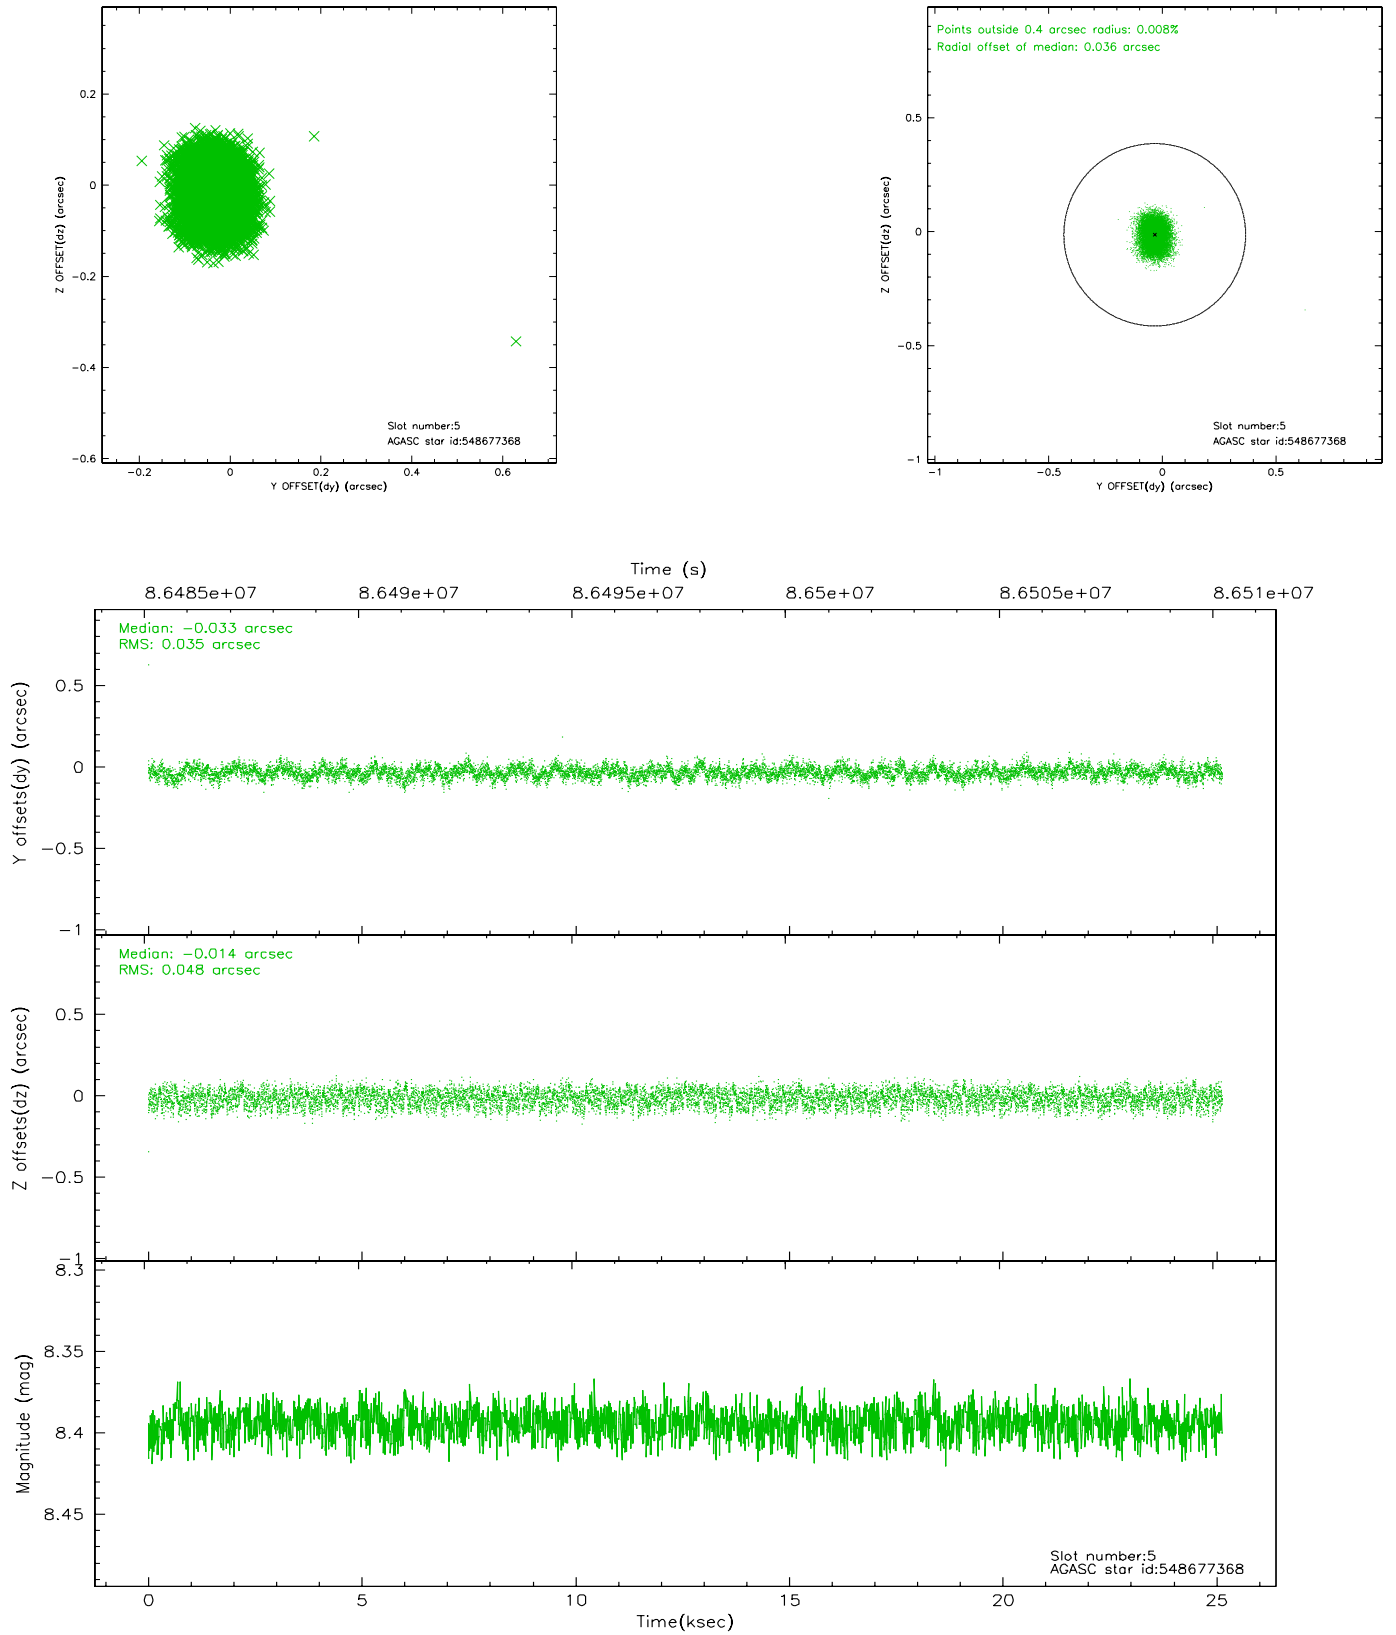 0.2
0
−0.2
−0.4
−0.6
Z OFFSET(dz) (arcsec)
Slot number:5
AGASC star id:548677368
−0.2 0 0.2 0.4 0.6
Y OFFSET(dy) (arcsec)
Points outside 0.4 arcsec radius: 0.008%
Radial offset of median: 0.036 arcsec
0.5
0
−0.5
−1
Z OFFSET(dz) (arcsec)
Slot number:5
AGASC star id:548677368
−1 −0.5 0 0.5
Y OFFSET(dy) (arcsec)
Time (s)
8.6485e+07 8.649e+07 8.6495e+07 8.65e+07 8.6505e+07 8.651e+07
Median: −0.033 arcsec
RMS: 0.035 arcsec
0.5
0
−0.5
−1
Y offsets(dy) (arcsec)
Median: −0.014 arcsec
RMS: 0.048 arcsec
0.5
0
−0.5
−1
Z offsets(dz) (arcsec)
8.3
8.35
8.4
8.45
Magnitude (mag)
Slot number:5
AGASC star id:548677368
0 5 10 15 20 25
Time(ksec)